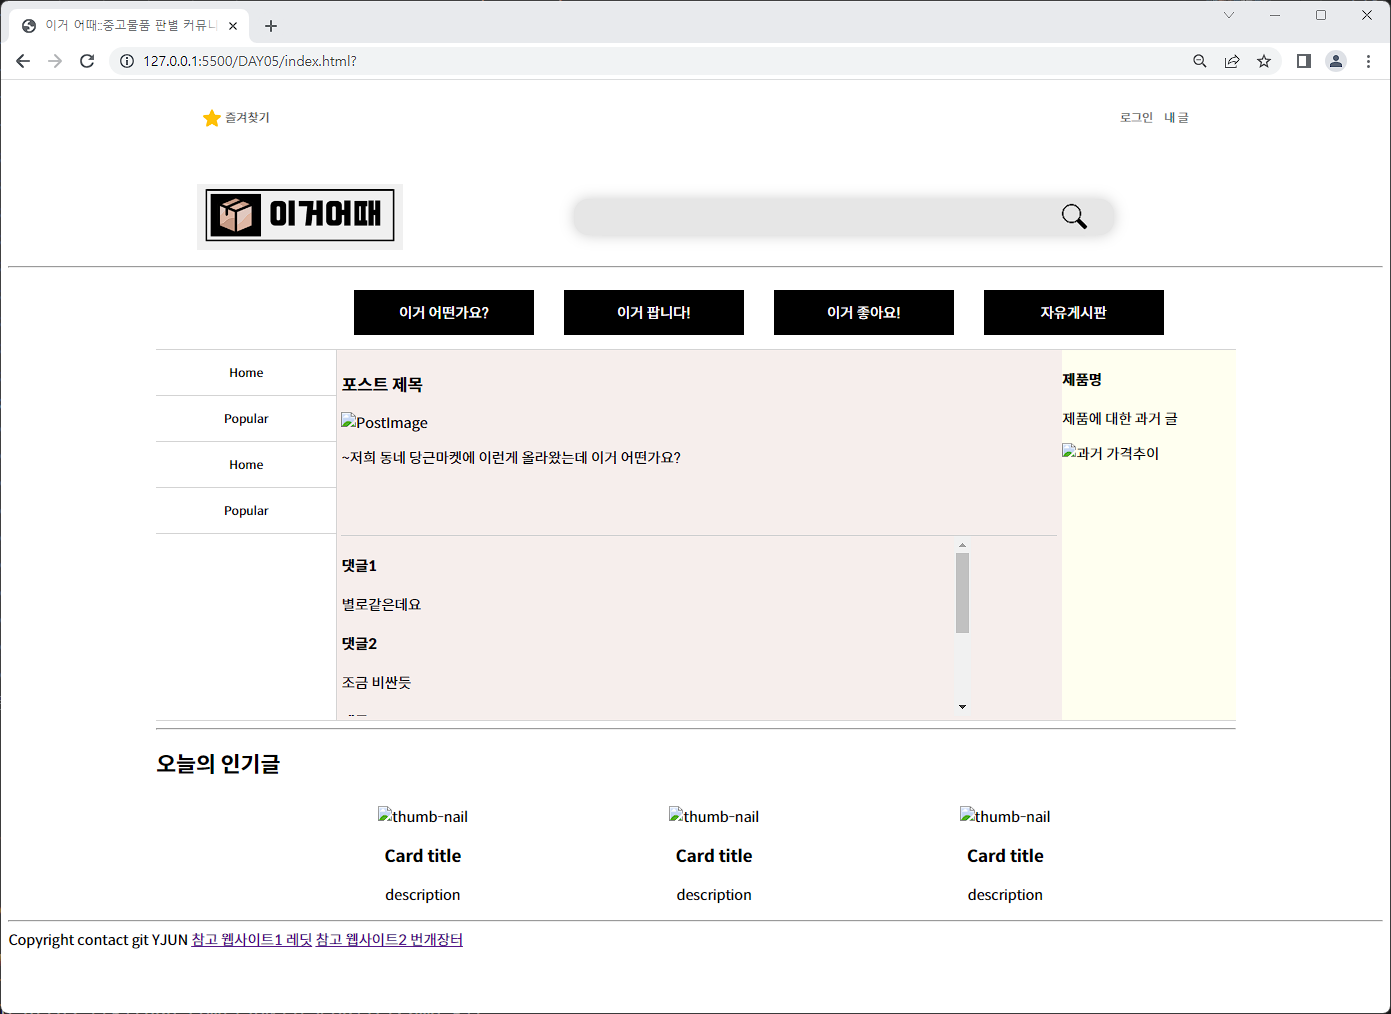 이거 어때::중고물품 판별 커뮤니
127.0.0.1:5500/DAY05/index.html?
즐겨찾기
로그인 내 글
이거어때
이거 어떤가요? 이거 팝니다! 이거 좋아요! 자유게시판
Home
Popular
Home
Popular
포스트 제목
PostImage
~저희 동네 당근마켓에 이런게 올라왔는데 이거 어떤가요?
댓글1
별로같은데요
댓글2
조금 비싼듯
제품명
제품에 대한 과거 글
과거 가격추이
오늘의 인기글
thumb-nail thumb-nail thumb-nail
Card title Card title Card title
description description description
Copyright contact git YJUN 참고 웹사이트1 레딧 참고 웹사이트2 번개장터